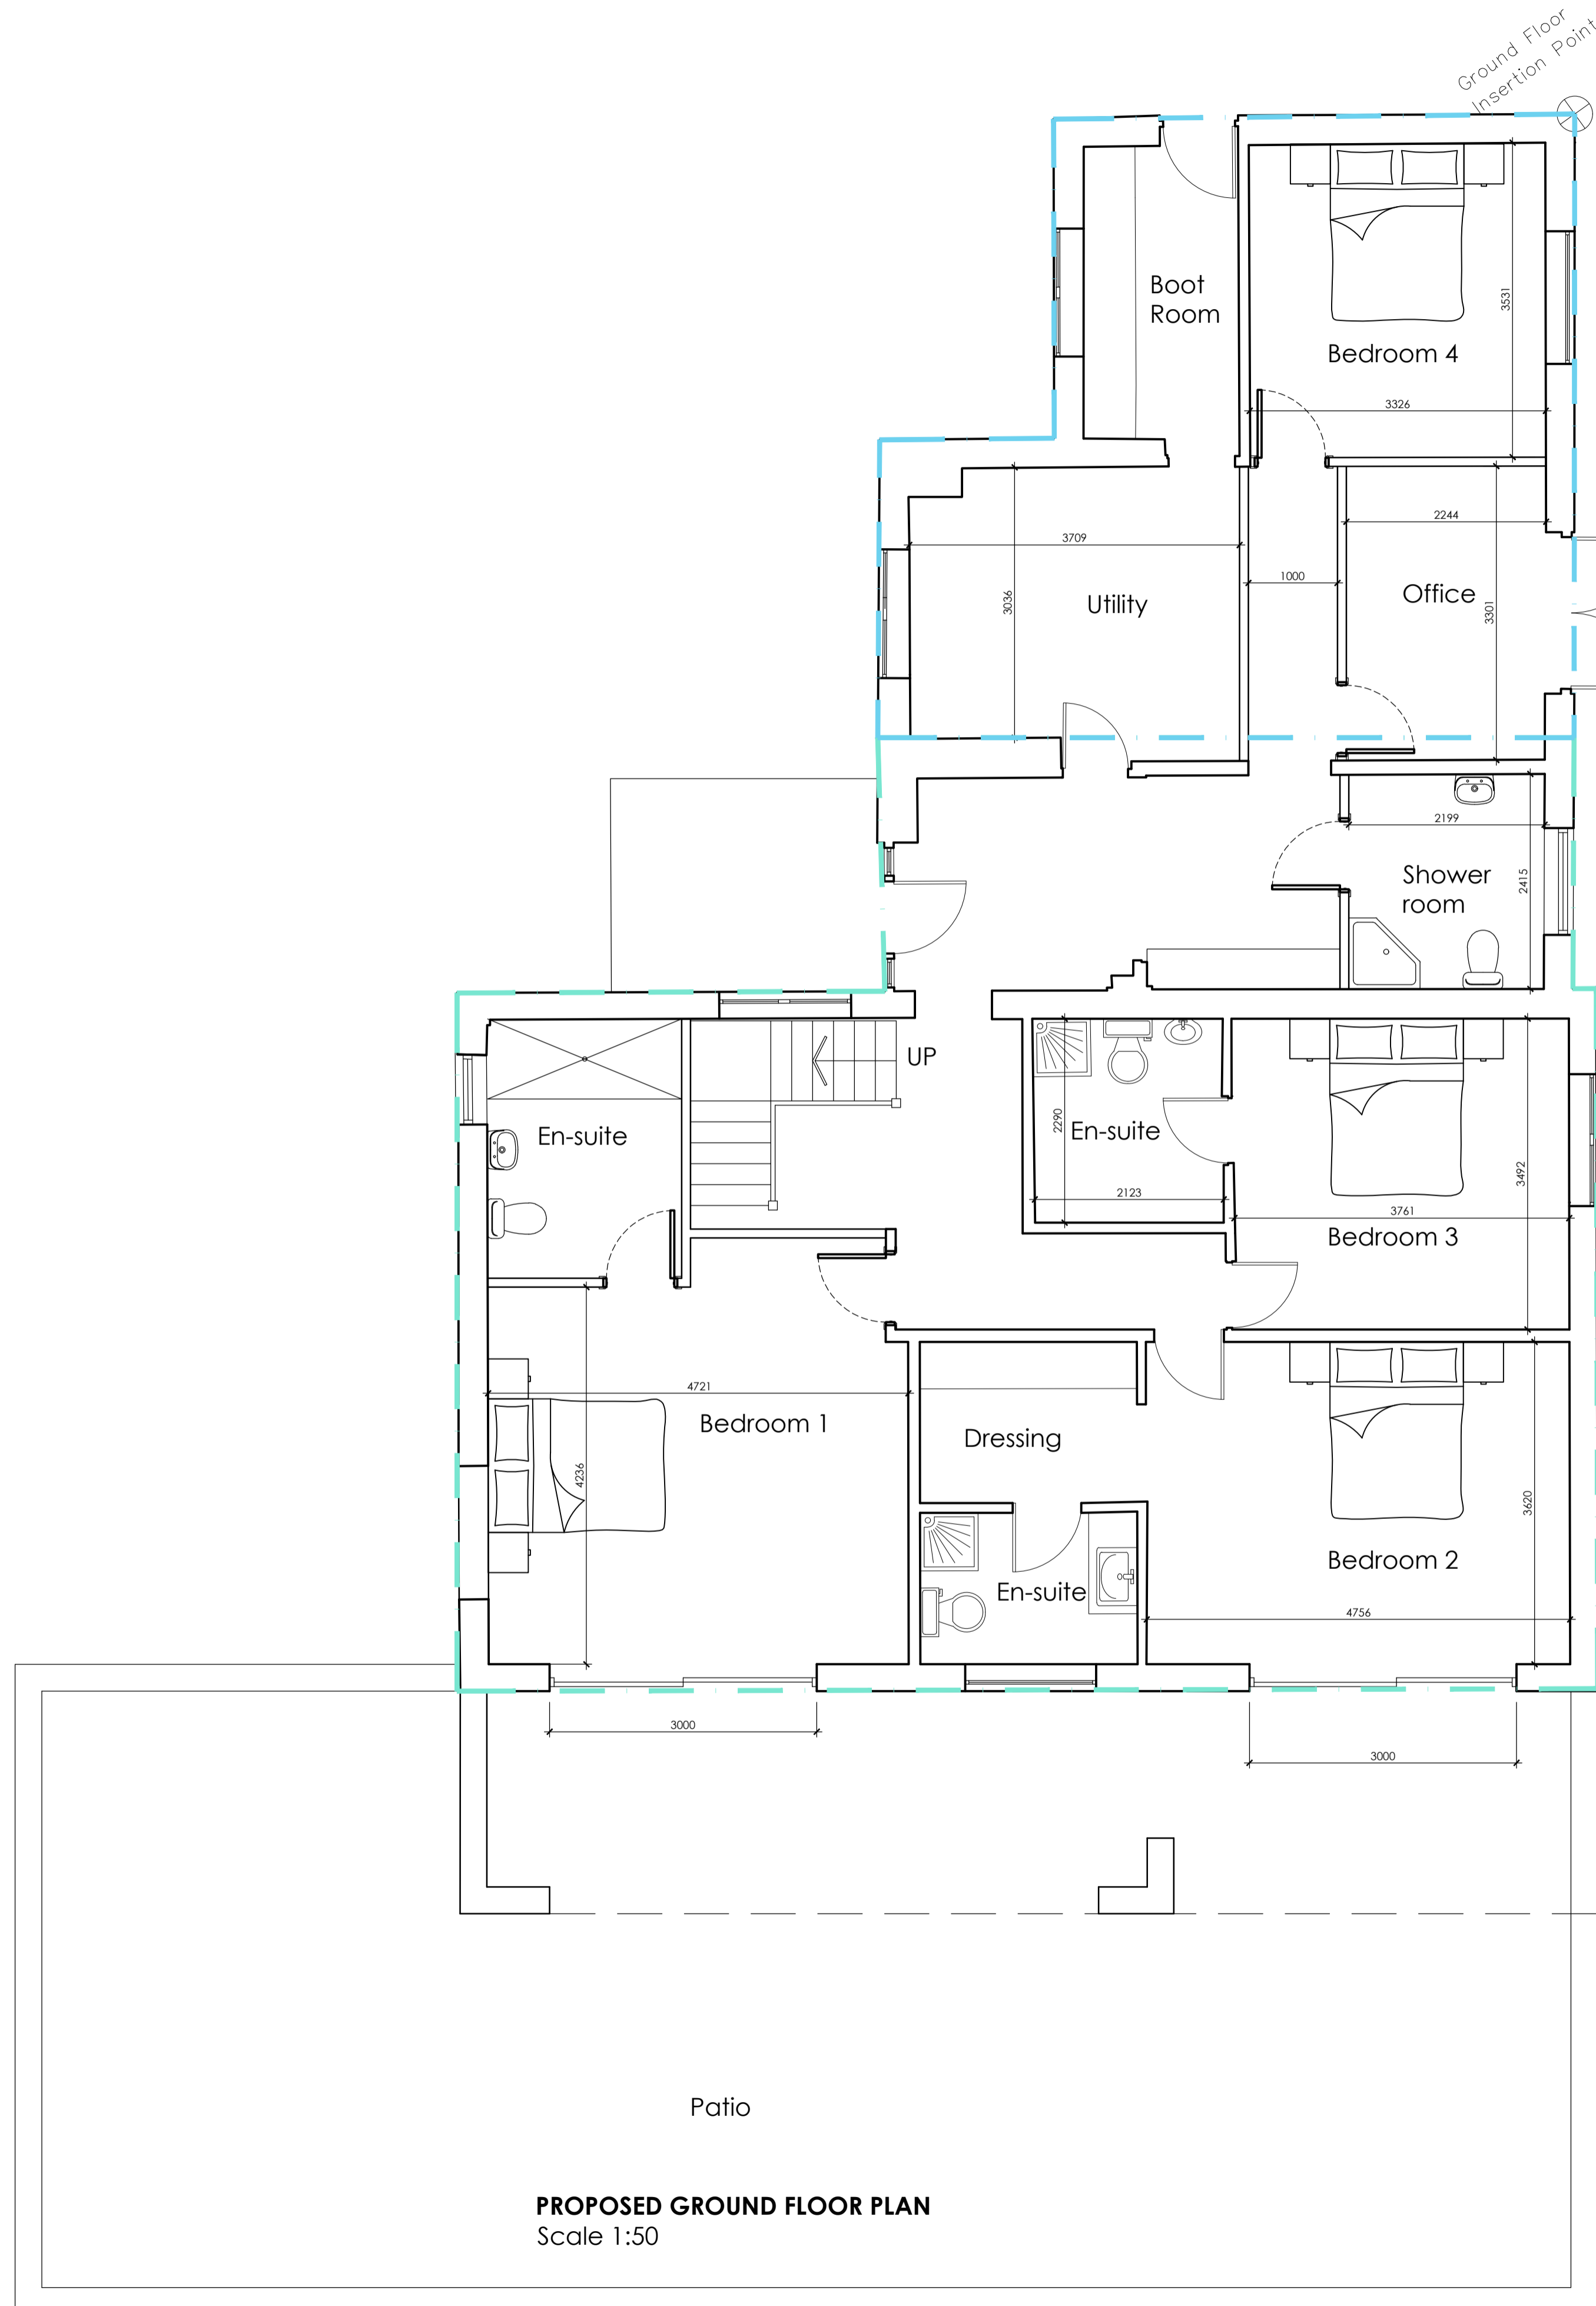 Ground Floor
Insertion Point
Boot
Room
3531
Bedroom 4
3326
2244
3709
1000
Office
3036
Utility
3301
2199
Shower
room
2415
UP
En-suite
2290
En-suite
3492
2123
3761
Bedroom 3
4721
Bedroom 1
Dressing
4236
3620
Bedroom 2
En-suite
4756
3000
3000
Patio
PROPOSED GROUND FLOOR PLAN
Scale 1:50